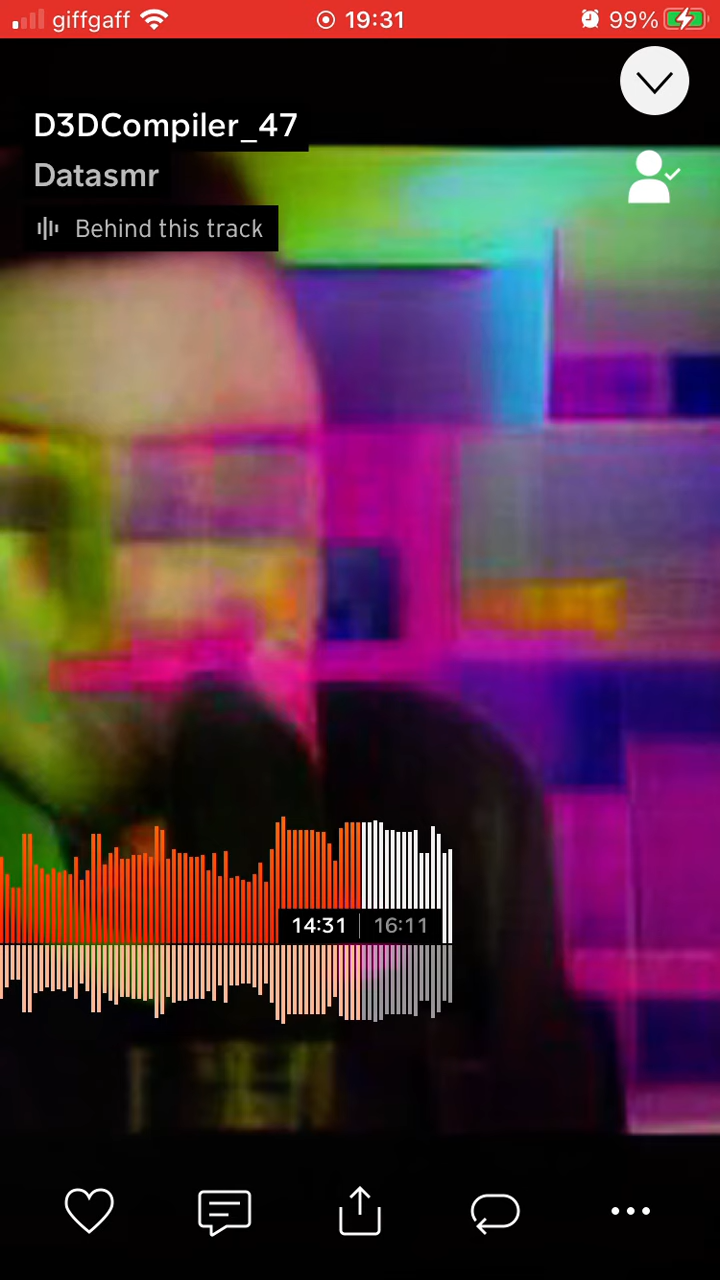 giffgaff 19:31 99%
D3DCompiler_47
Datasmr
Behind this track
14:31 16:11